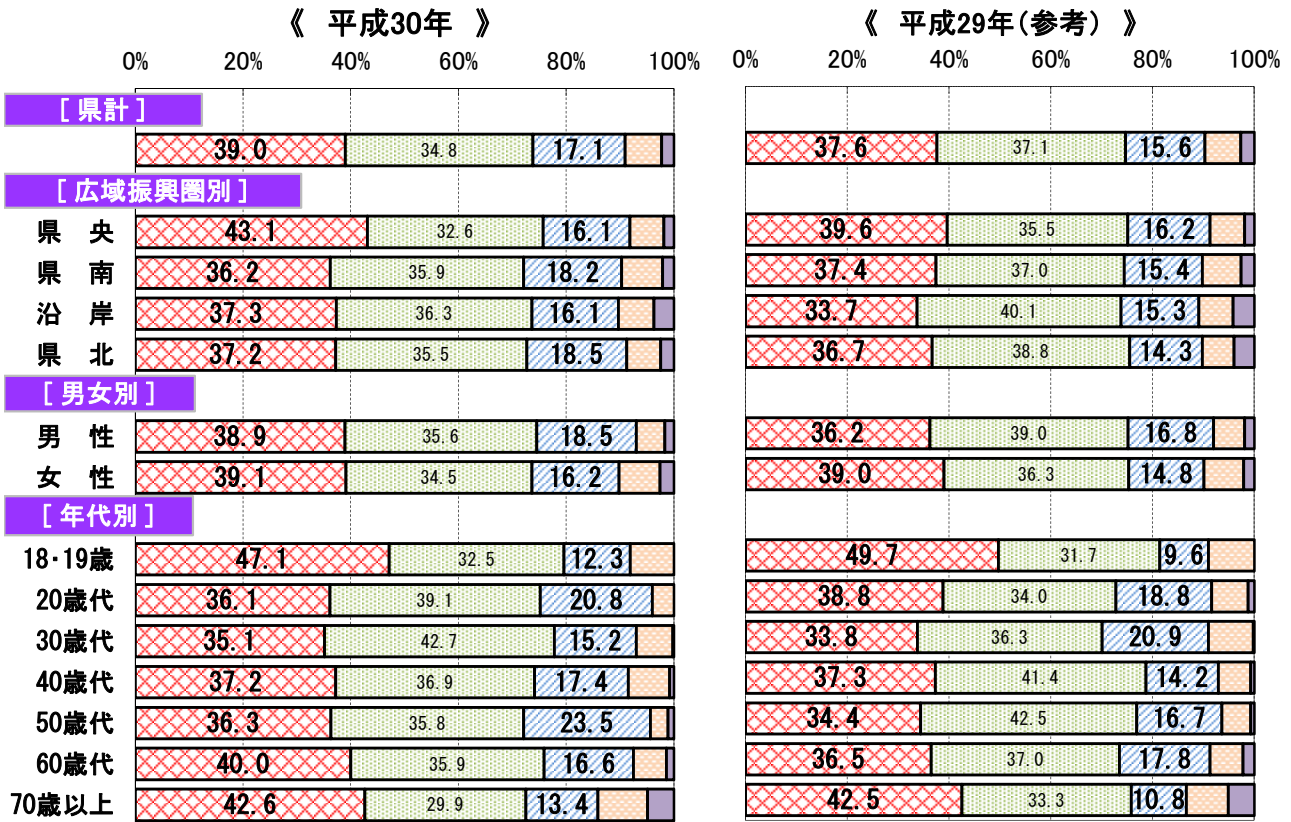 《 平成30年 》 《 平成29年(参考) 》
0% 20% 40% 60% 80% 100% 0% 20% 40% 60% 80% 100%
[ 県計 ]
39.0 34.8 17.1 37.6 37.1 15.6
[ 広域振興圏別 ]
県 央 43.1 32.6 16.1 39.6 35.5 16.2
県 南 36.2 35.9 18.2 37.4 37.0 15.4
沿 岸 37.3 36.3 16.1 33.7 40.1 15.3
県 北 37.2 35.5 18.5 36.7 38.8 14.3
[ 男女別 ]
男 性 38.9 35.6 18.5 36.2 39.0 16.8
女 性 39.1 34.5 16.2 39.0 36.3 14.8
[ 年代別 ]
18・19歳 47.1 32.5 12.3 49.7 31.7 9.6
20歳代 36.1 39.1 20.8 38.8 34.0 18.8
30歳代 35.1 42.7 15.2 33.8 36.3 20.9
40歳代 37.2 36.9 17.4 37.3 41.4 14.2
50歳代 36.3 35.8 23.5 34.4 42.5 16.7
60歳代 40.0 35.9 16.6 36.5 37.0 17.8
70歳以上 42.6 29.9 13.4 42.5 33.3 10.8